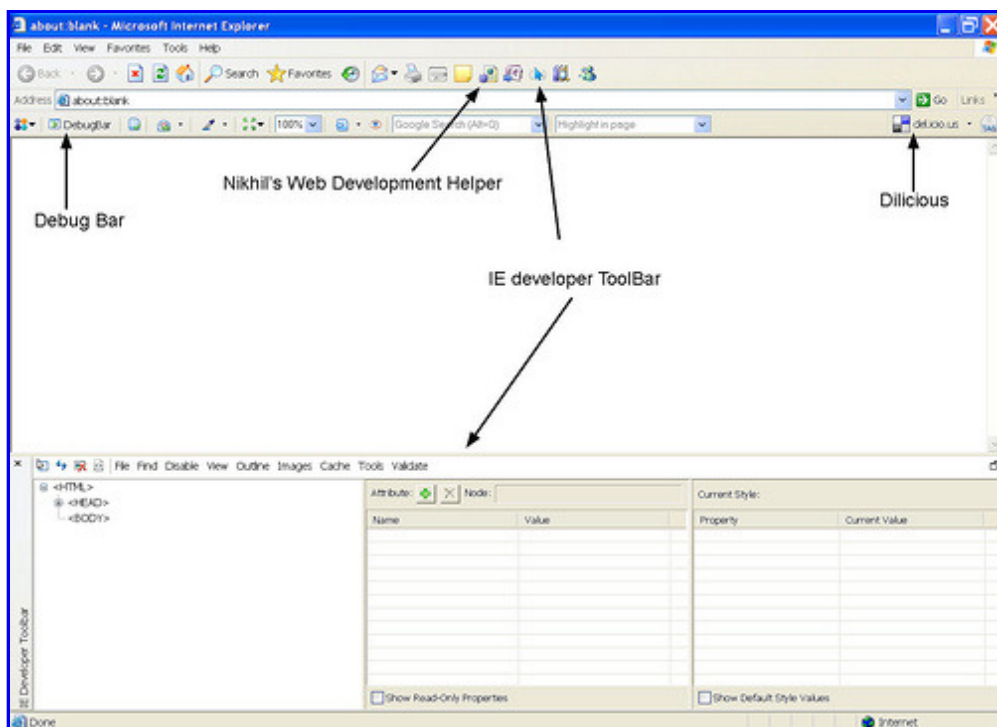 about:blank - Microsoft Internet Explorer
File Edit View Favorites Tools Help
Back Search Favorites
Address about:blank Go Links
DebugBar 100% Google Search (Alt+G) Highlight in page del.icio.us
Nikhil's Web Development Helper
Debug Bar
Dilicious
IE developer ToolBar
File Find Disable View Outline Images Cache Tools Validate
<HTML>
<HEAD>
<BODY>
Attribute: Node: Current Style:
Name Value Property Current Value
IE Developer Toolbar
Show Read-Only Properties Show Default Style Values
Done Internet